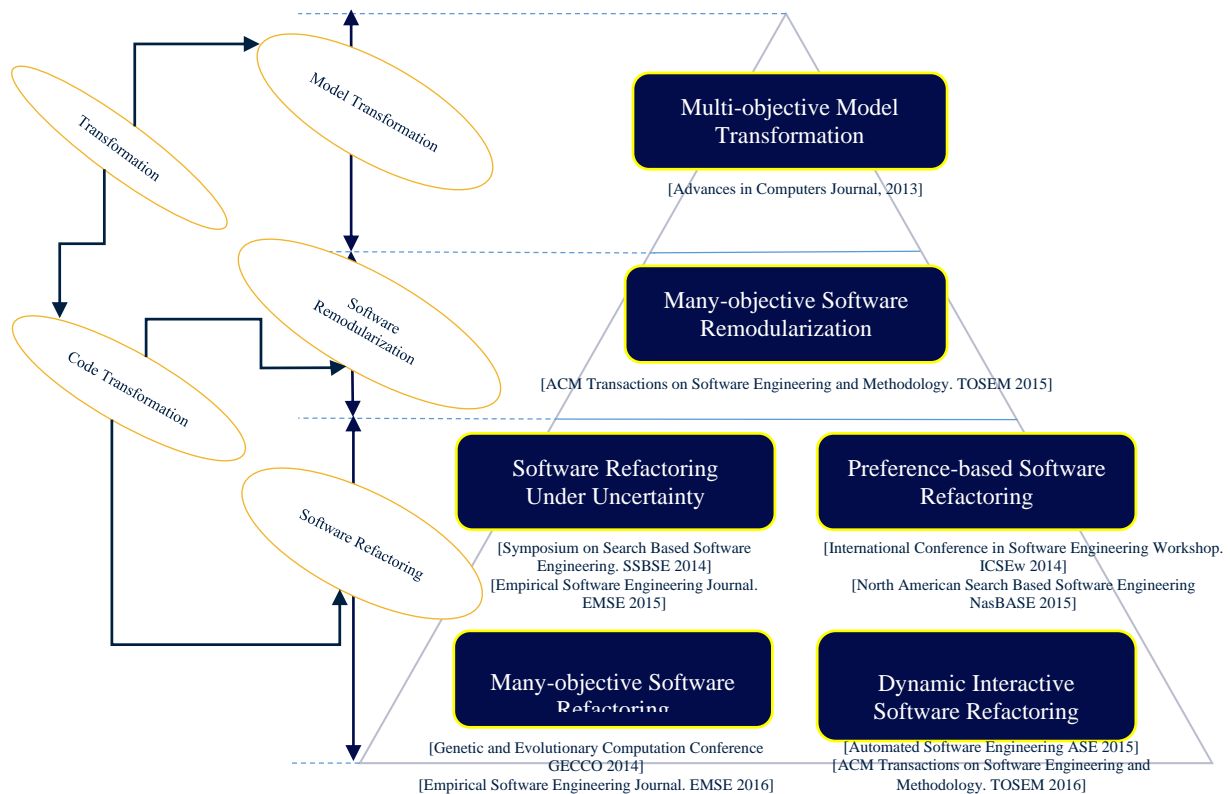 Transformation
Model Transformation
Software
Remodularization
Code Transformation
Software Refactoring
Multi-objective Model
Transformation
[Advances in Computers Journal, 2013]
Many-objective Software
Remodularization
[ACM Transactions on Software Engineering and Methodology. TOSEM 2015]
Software Refactoring
Under Uncertainty
[Symposium on Search Based Software
Engineering. SSBSE 2014]
[Empirical Software Engineering Journal.
EMSE 2015]
Preference-based Software
Refactoring
[International Conference in Software Engineering Workshop.
ICSEw 2014]
[North American Search Based Software Engineering
NasBASE 2015]
Many-objective Software
Refactoring
[Genetic and Evolutionary Computation Conference
GECCO 2014]
[Empirical Software Engineering Journal. EMSE 2016]
Dynamic Interactive
Software Refactoring
[Automated Software Engineering ASE 2015]
[ACM Transactions on Software Engineering and
Methodology. TOSEM 2016]